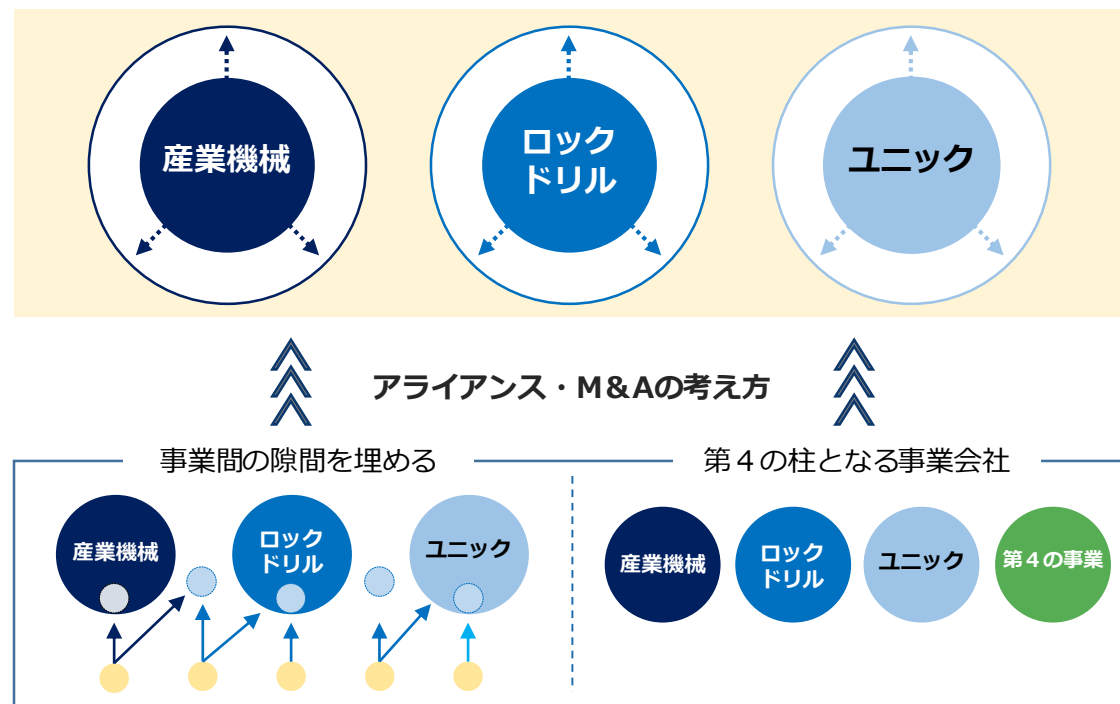 産業機械
ロック
ドリル
ユニック
アライアンス・M&Aの考え方
事業間の隙間を埋める
産業機械
ロック
ドリル
ユニック
第４の柱となる事業会社
産業機械
ロック
ドリル
ユニック
第４の事業